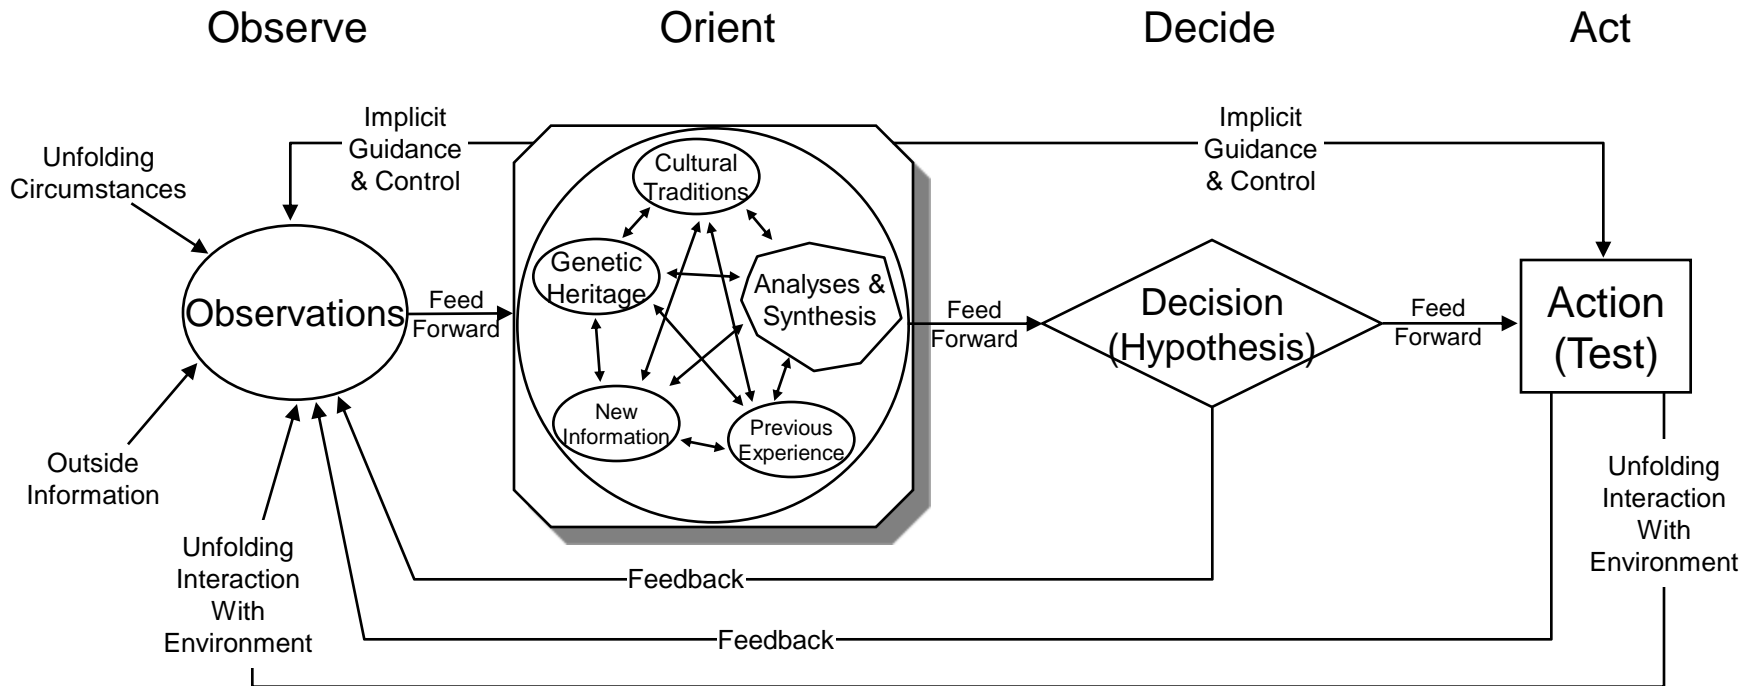 Observe
Orient
Decide
Act
Implicit
Guidance
& Control
Implicit
Guidance
& Control
Unfolding
Circumstances
Cultural
Traditions
Genetic
Heritage
Analyses &
Synthesis
Observations
Feed
Forward
Feed
Forward
Decision
(Hypothesis)
Feed
Forward
Action
(Test)
New
Information
Previous
Experience
Outside
Information
Unfolding
Interaction
With
Environment
Unfolding
Interaction
With
Environment
Feedback
Feedback